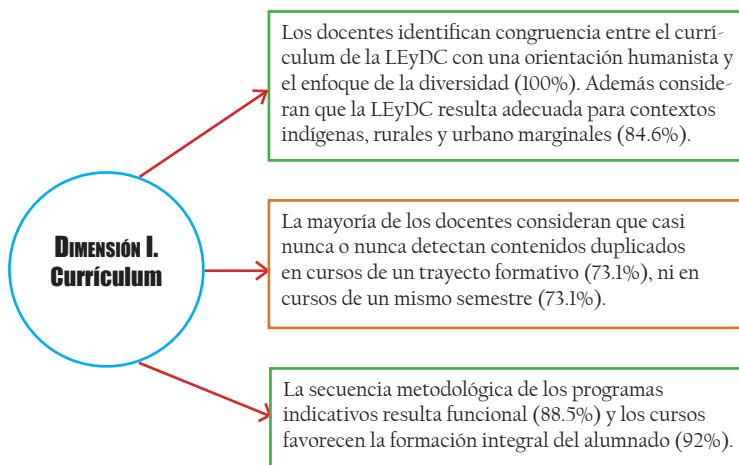 Los docentes identifican congruencia entre el currí-
culum de la LEyDC con una orientación humanista y
el enfoque de la diversidad (100%). Además conside-
ran que la LEyDC resulta adecuada para contextos
indígenas, rurales y urbano marginales (84.6%).
Dimensión I.
Currículum
La mayoría de los docentes consideran que casi
nunca o nunca detectan contenidos duplicados
en cursos de un trayecto formativo (73.1%), ni en
cursos de un mismo semestre (73.1%).
La secuencia metodológica de los programas
indicativos resulta funcional (88.5%) y los cursos
favorecen la formación integral del alumnado (92%).